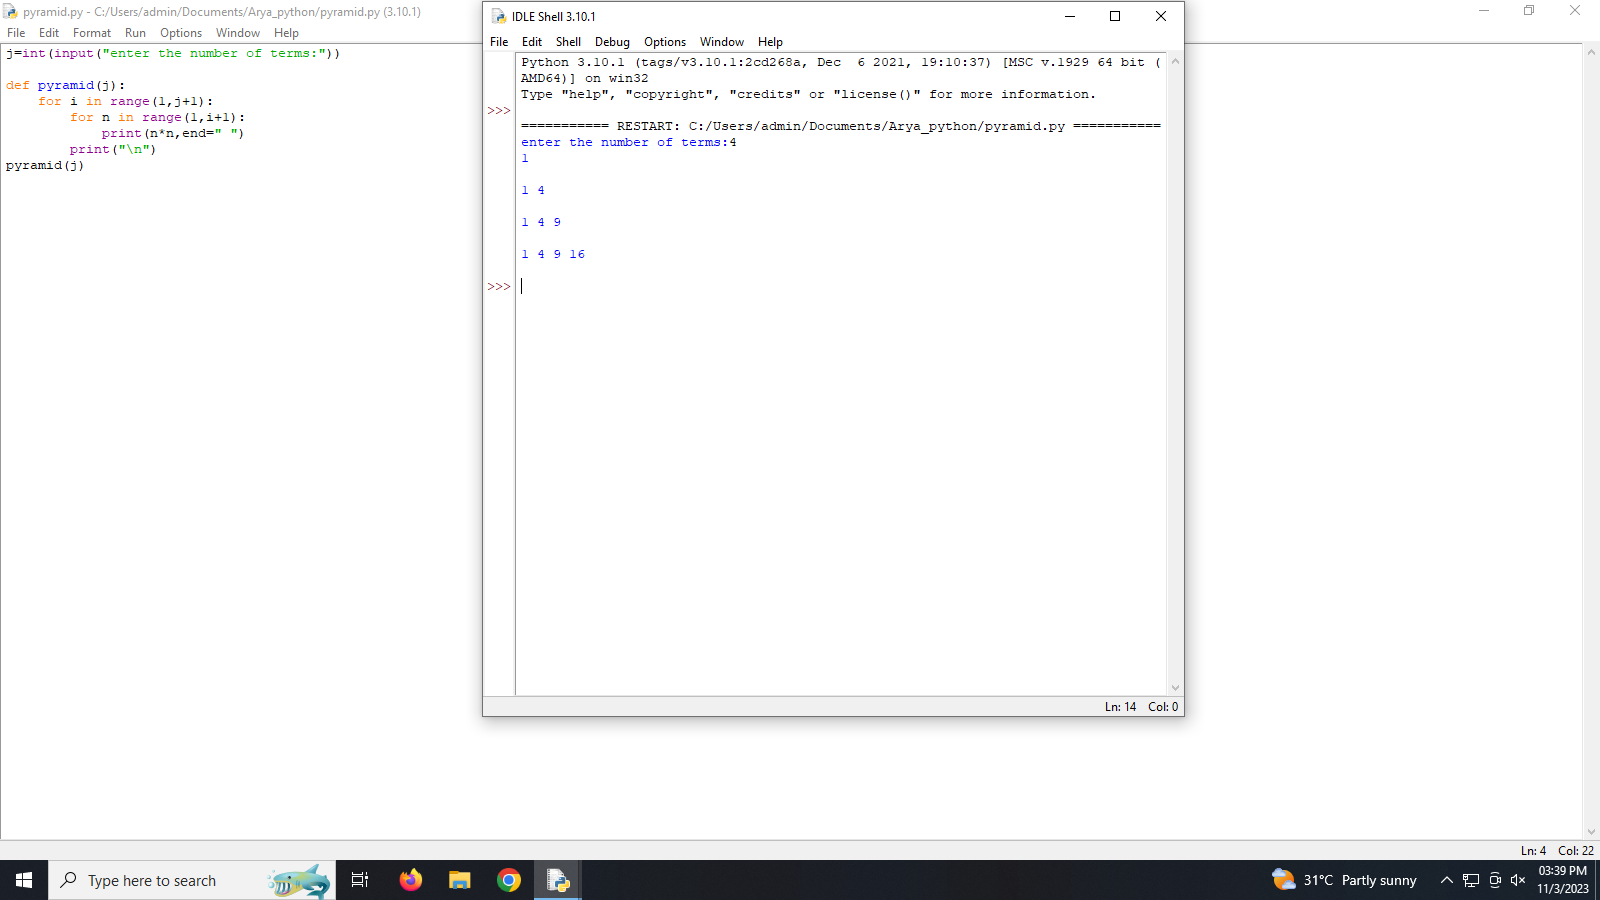 pyramid.py - C:/Users/admin/Documents/Arya_python/pyramid.py (3.10.1)
File Edit Format Run Options Window Help
j=int(input("enter the number of terms:"))
def pyramid(j):
    for i in range(1,j+1):
        for n in range(1,i+1):
            print(n*n,end=" ")
        print("\n")
pyramid(j)
IDLE Shell 3.10.1
File Edit Shell Debug Options Window Help
Python 3.10.1 (tags/v3.10.1:2cd268a, Dec  6 2021, 19:10:37) [MSC v.1929 64 bit (
AMD64)] on win32
Type "help", "copyright", "credits" or "license()" for more information.
>>>
=========== RESTART: C:/Users/admin/Documents/Arya_python/pyramid.py ===========
enter the number of terms:4
1
1 4
1 4 9
1 4 9 16
>>>
Ln: 14 Col: 0
Ln: 4 Col: 22
Type here to search
31°C Partly sunny
03:39 PM
11/3/2023